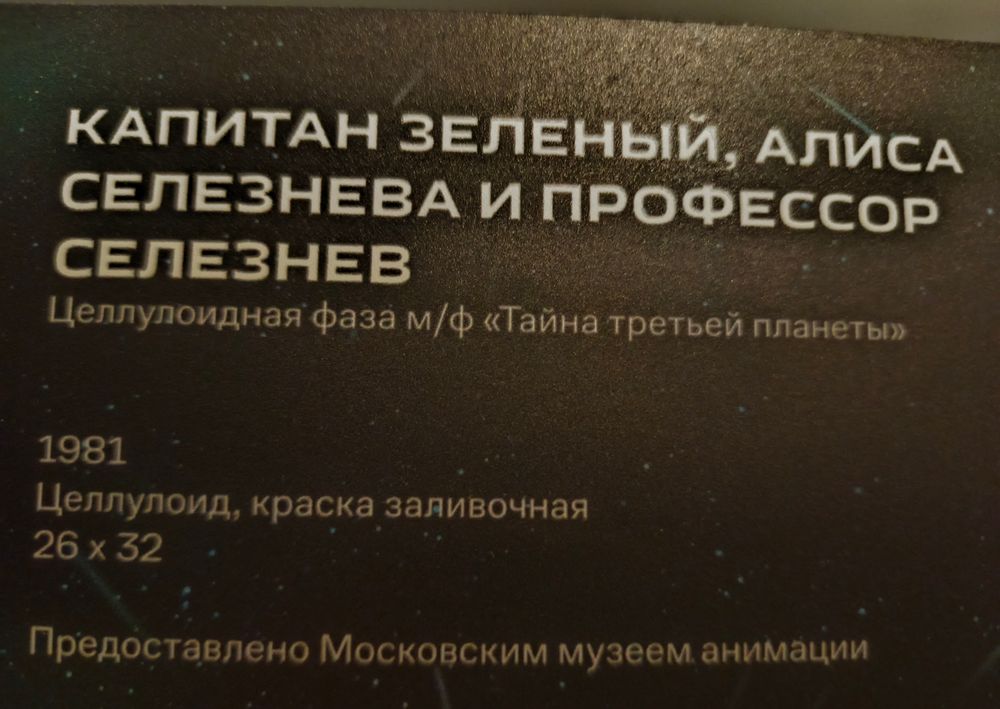 КАПИТАН ЗЕЛЕНЫЙ, АЛИСА
СЕЛЕЗНЕВА И ПРОФЕССОР
СЕЛЕЗНЕВ
Целлулоидная фаза м/ф «Тайна третьей планеты»
1981
Целлулоид, краска заливочная
26 x 32
Предоставлено Московским музеем анимации